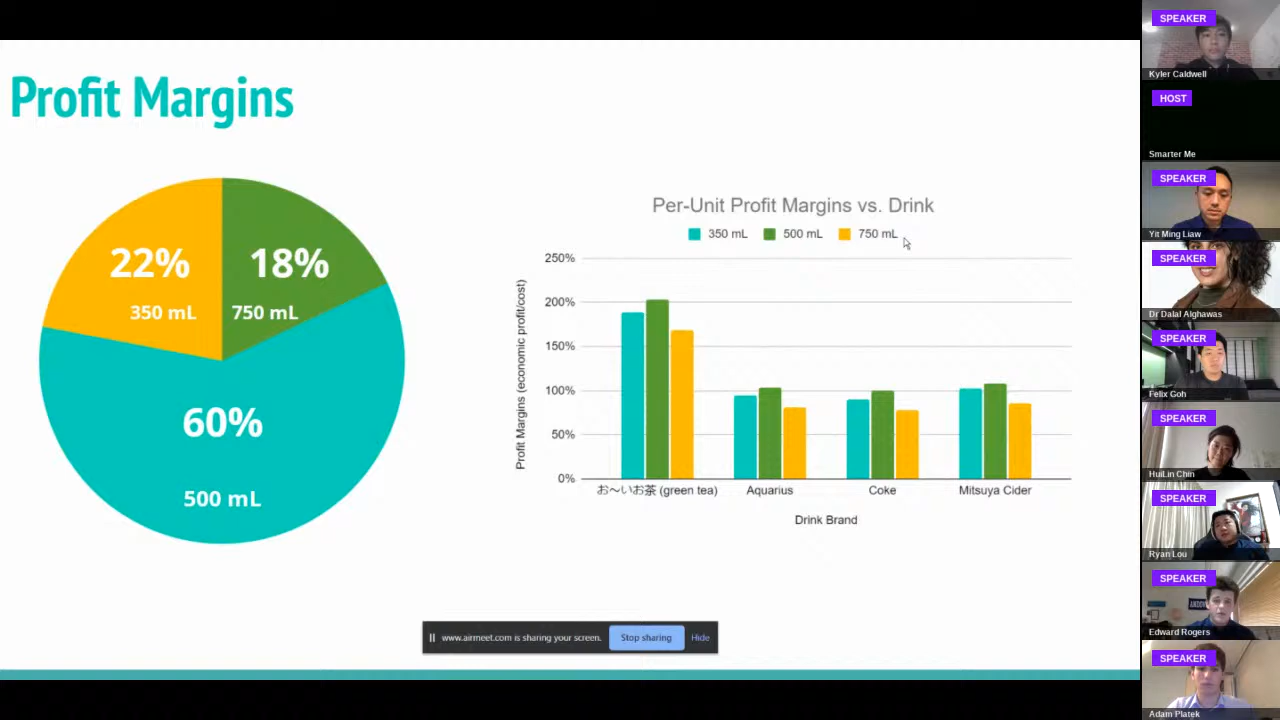 Profit Margins
22%
350 mL
18%
750 mL
60%
500 mL
Per-Unit Profit Margins vs. Drink
350 mL 500 mL 750 mL
Profit Margins (economic profit/cost)
250%
200%
150%
100%
50%
0%
お〜いお茶 (green tea) Aquarius Coke Mitsuya Cider
Drink Brand
www.airmeet.com is sharing your screen. Stop sharing Hide
SPEAKER
Kyler Caldwell
HOST
Smarter Me
SPEAKER
Yit Ming Liaw
SPEAKER
Dr Dalal Alghawas
SPEAKER
Felix Goh
SPEAKER
HuiLin Chin
SPEAKER
Ryan Lou
SPEAKER
Edward Rogers
SPEAKER
Adam Platek